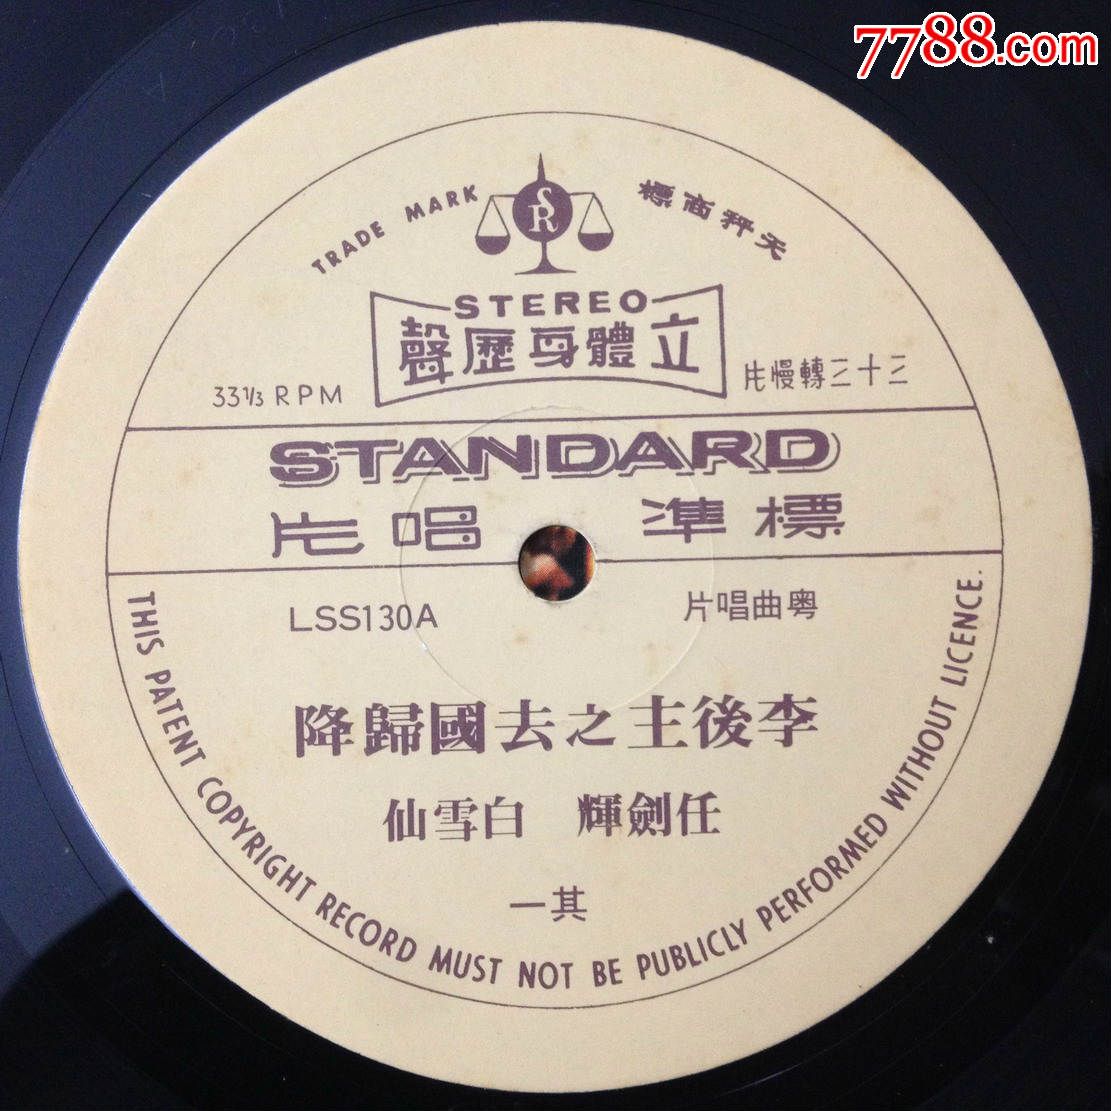 7788.com
TRADE MARK
天秤商標
SR
STEREO
立體身歷聲
33⅓ RPM
三十三轉慢片
STANDARD
標準唱片
LSS130A
粵曲唱片
李後主之去國歸降
任劍輝 白雪仙
其一
THIS PATENT COPYRIGHT RECORD MUST NOT BE PUBLICLY PERFORMED WITHOUT LICENCE.